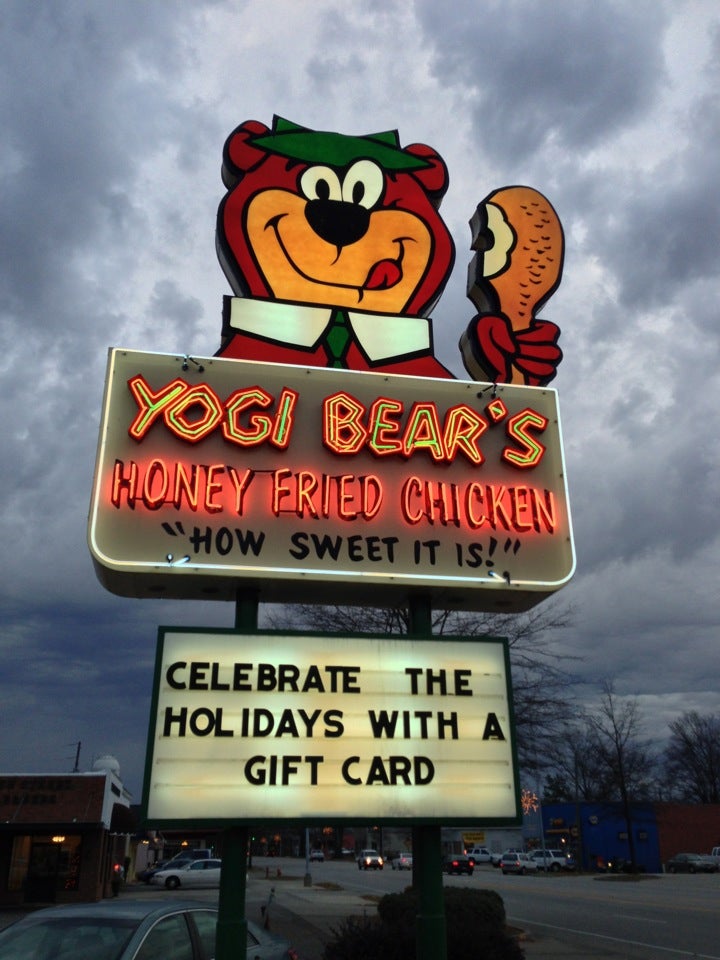 YOGI BEAR'S
HONEY FRIED CHICKEN
"HOW SWEET IT IS!"
CELEBRATE THE
HOLIDAYS WITH A
GIFT CARD